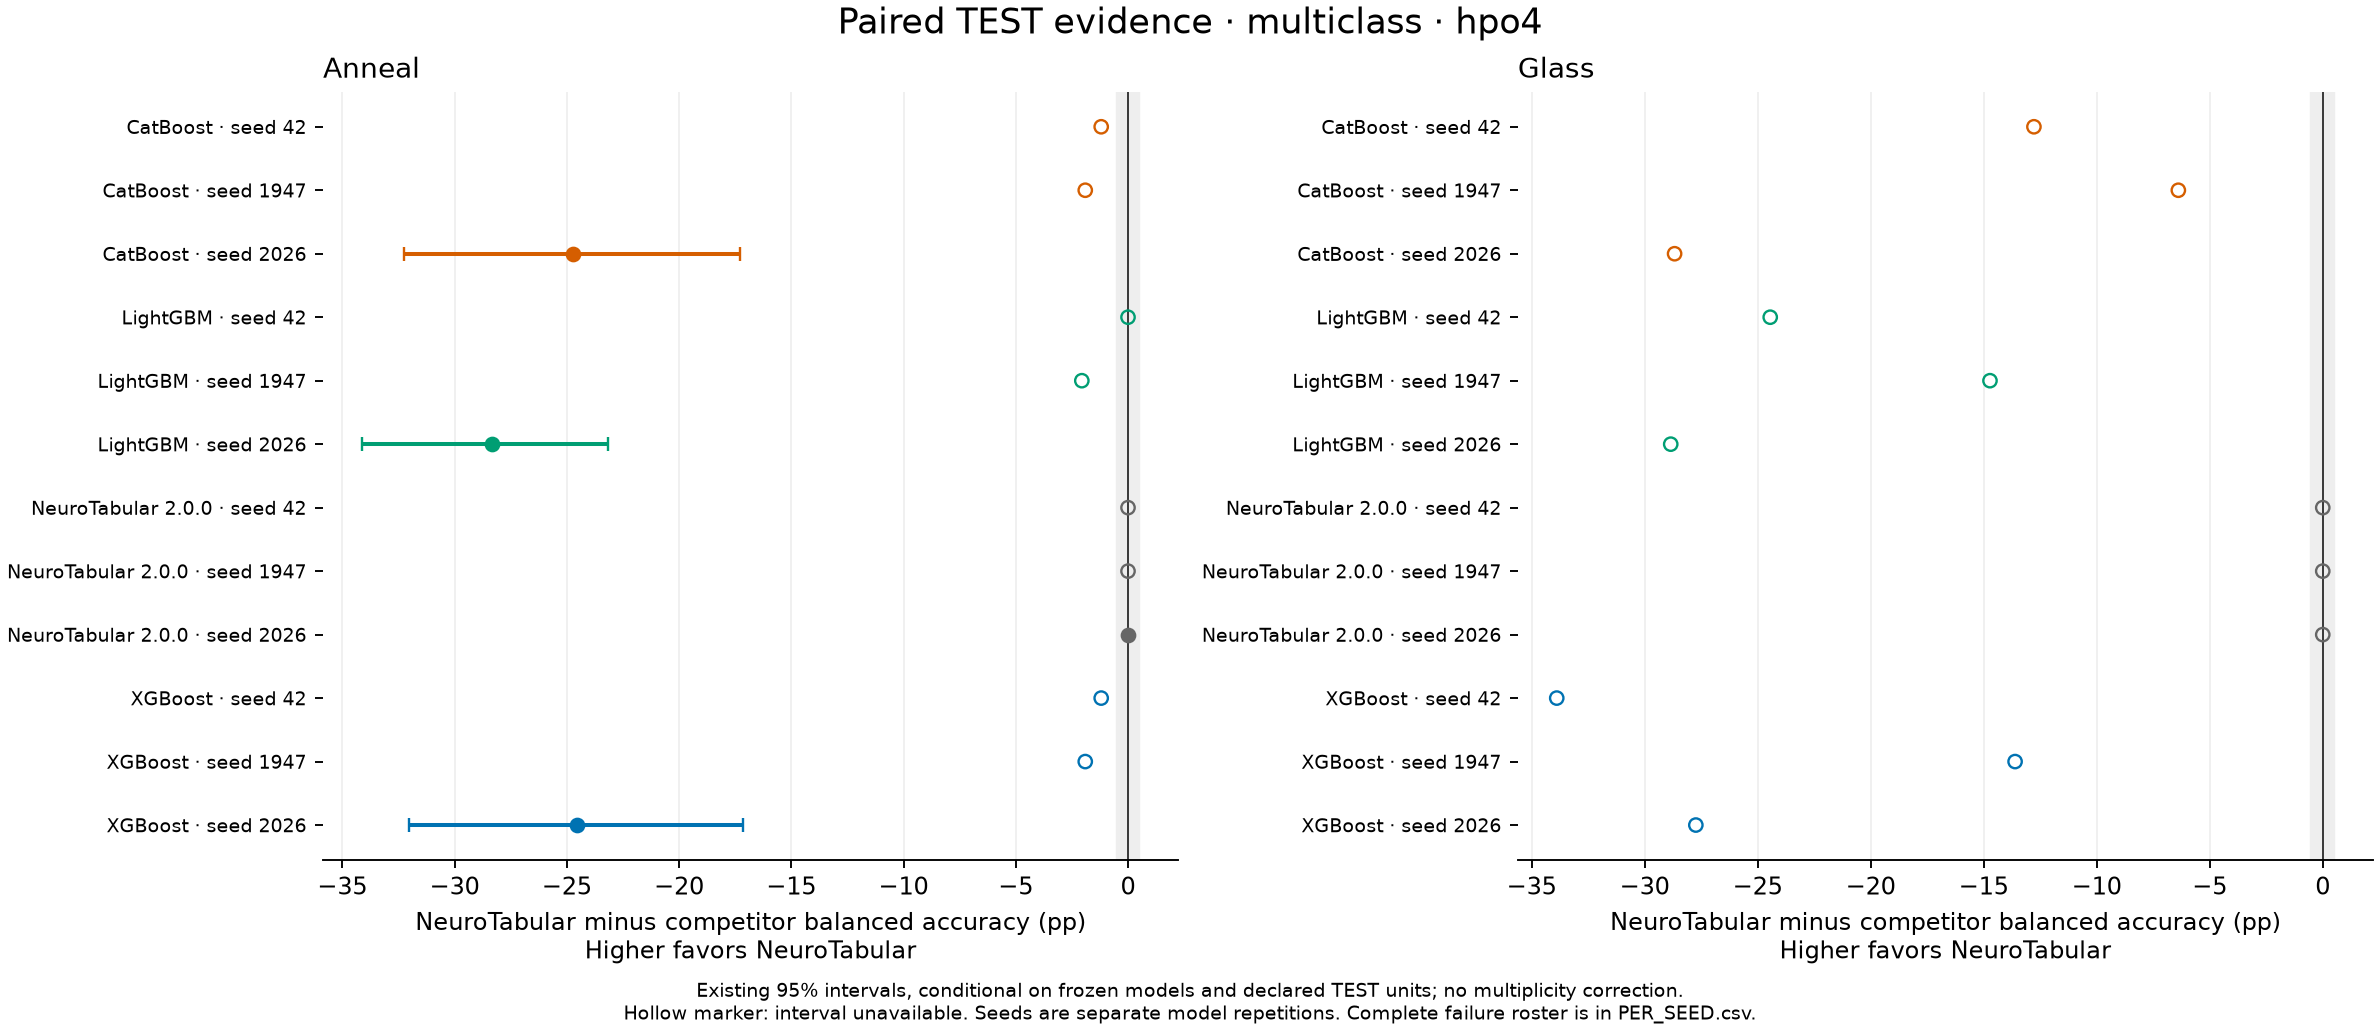 Paired TEST evidence · multiclass · hpo4
Anneal
CatBoost · seed 42
CatBoost · seed 1947
CatBoost · seed 2026
LightGBM · seed 42
LightGBM · seed 1947
LightGBM · seed 2026
NeuroTabular 2.0.0 · seed 42
NeuroTabular 2.0.0 · seed 1947
NeuroTabular 2.0.0 · seed 2026
XGBoost · seed 42
XGBoost · seed 1947
XGBoost · seed 2026
−35 −30 −25 −20 −15 −10 −5 0
NeuroTabular minus competitor balanced accuracy (pp)
Higher favors NeuroTabular
Glass
CatBoost · seed 42
CatBoost · seed 1947
CatBoost · seed 2026
LightGBM · seed 42
LightGBM · seed 1947
LightGBM · seed 2026
NeuroTabular 2.0.0 · seed 42
NeuroTabular 2.0.0 · seed 1947
NeuroTabular 2.0.0 · seed 2026
XGBoost · seed 42
XGBoost · seed 1947
XGBoost · seed 2026
−35 −30 −25 −20 −15 −10 −5 0
NeuroTabular minus competitor balanced accuracy (pp)
Higher favors NeuroTabular
Existing 95% intervals, conditional on frozen models and declared TEST units; no multiplicity correction.
Hollow marker: interval unavailable. Seeds are separate model repetitions. Complete failure roster is in PER_SEED.csv.